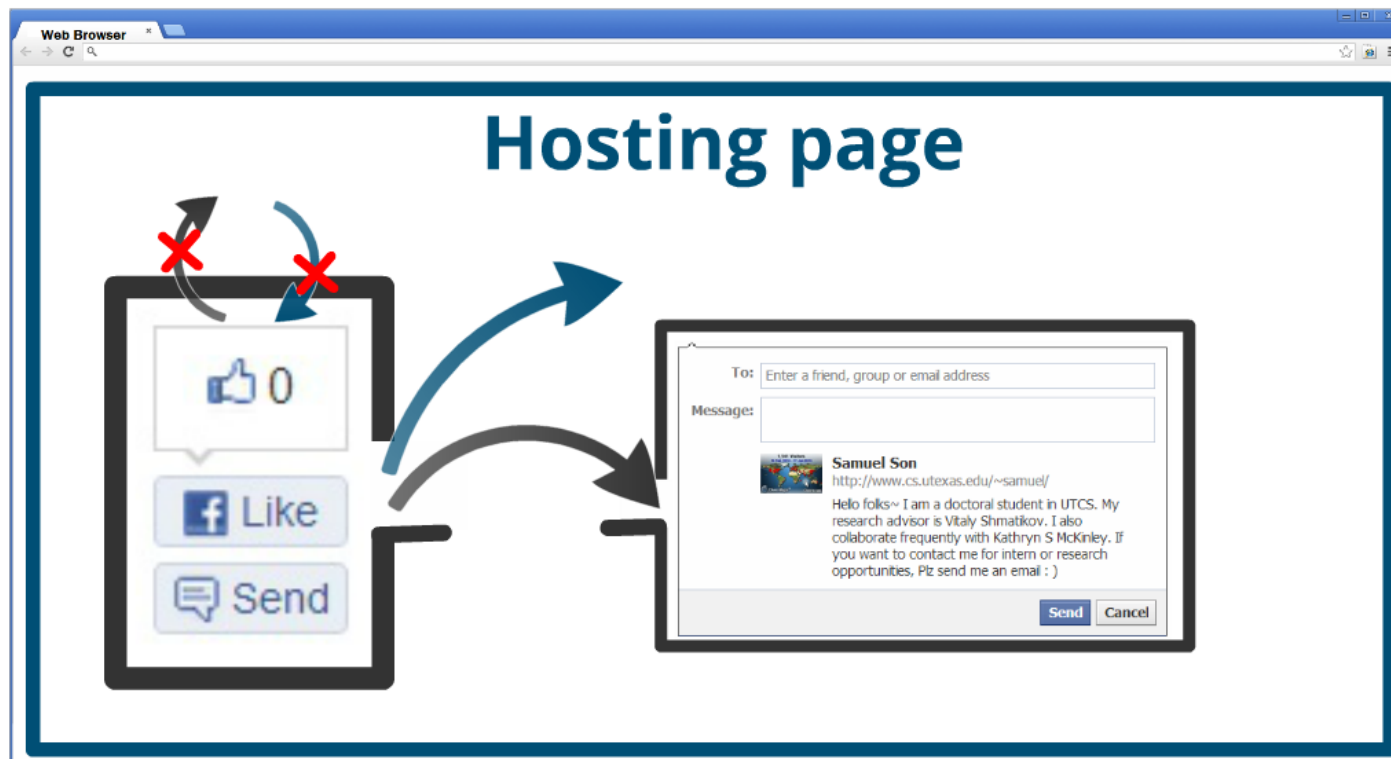 Web Browser
Hosting page
0
Like
Send
To: Enter a friend, group or email address
Message:
Samuel Son
http://www.cs.utexas.edu/~samuel/
Hello folks~ I am a doctoral student in UTCS. My
research advisor is Vitaly Shmatikov. I also
collaborate frequently with Kathryn S McKinley. If
you want to contact me for intern or research
opportunities, Plz send me an email : )
Send Cancel